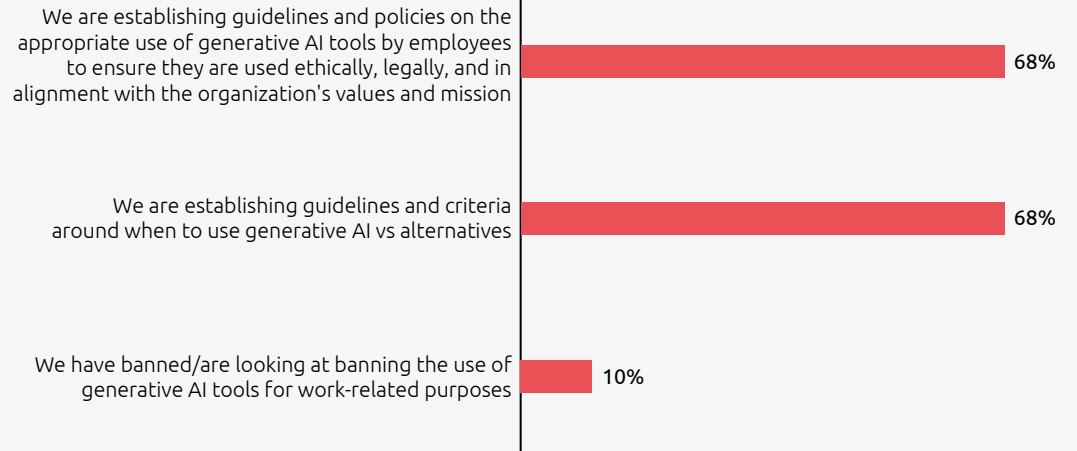 We are establishing guidelines and policies on the
appropriate use of generative AI tools by employees
to ensure they are used ethically, legally, and in
alignment with the organization's values and mission
68%
We are establishing guidelines and criteria
around when to use generative AI vs alternatives
68%
We have banned/are looking at banning the use of
generative AI tools for work-related purposes
10%